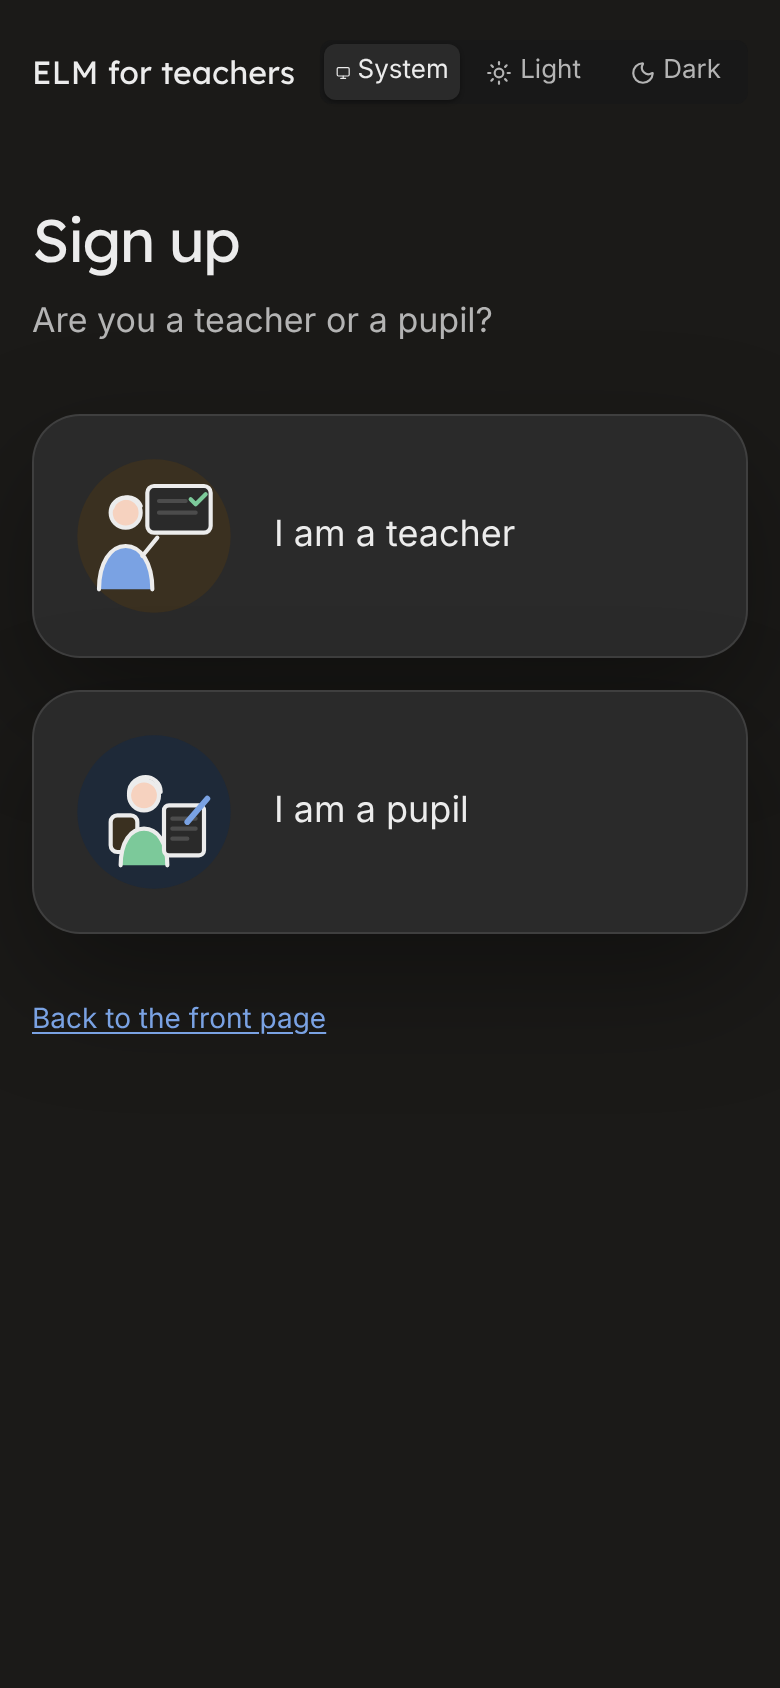 ELM for teachers
System
Light
Dark
Sign up
Are you a teacher or a pupil?
I am a teacher
I am a pupil
Back to the front page